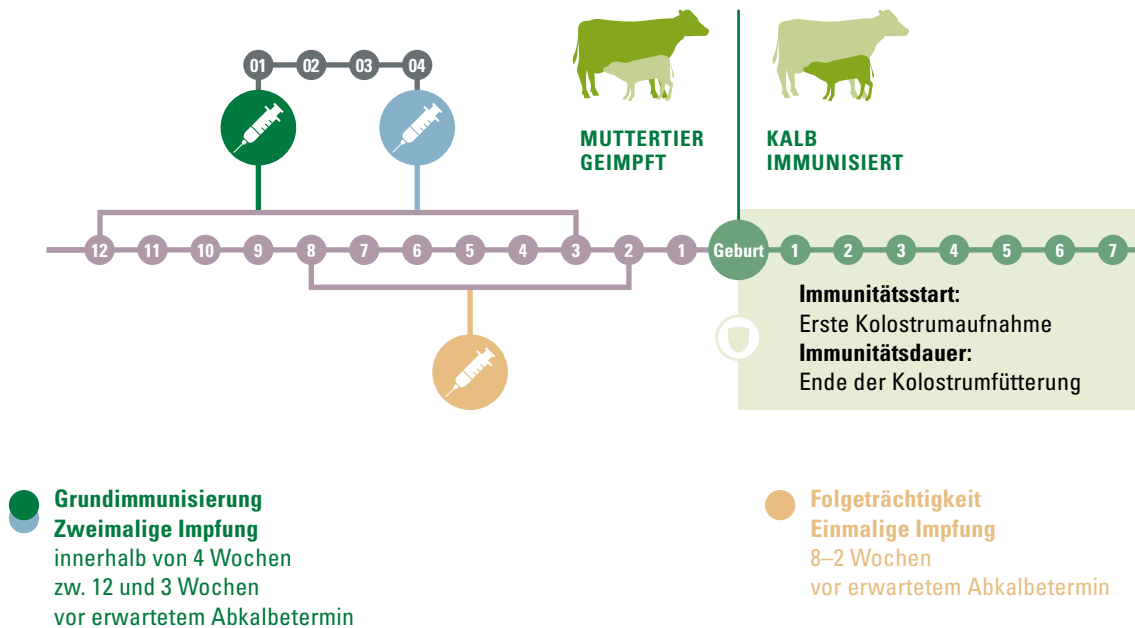 01 02 03 04
MUTTERTIER
GEIMPFT
KALB
IMMUNISIERT
12 11 10 9 8 7 6 5 4 3 2 1 Geburt 1 2 3 4 5 6 7
Immunitätsstart:
Erste Kolostrumaufnahme
Immunitätsdauer:
Ende der Kolostrumfütterung
Grundimmunisierung
Zweimalige Impfung
innerhalb von 4 Wochen
zw. 12 und 3 Wochen
vor erwartetem Abkalbetermin
Folgeträchtigkeit
Einmalige Impfung
8–2 Wochen
vor erwartetem Abkalbetermin